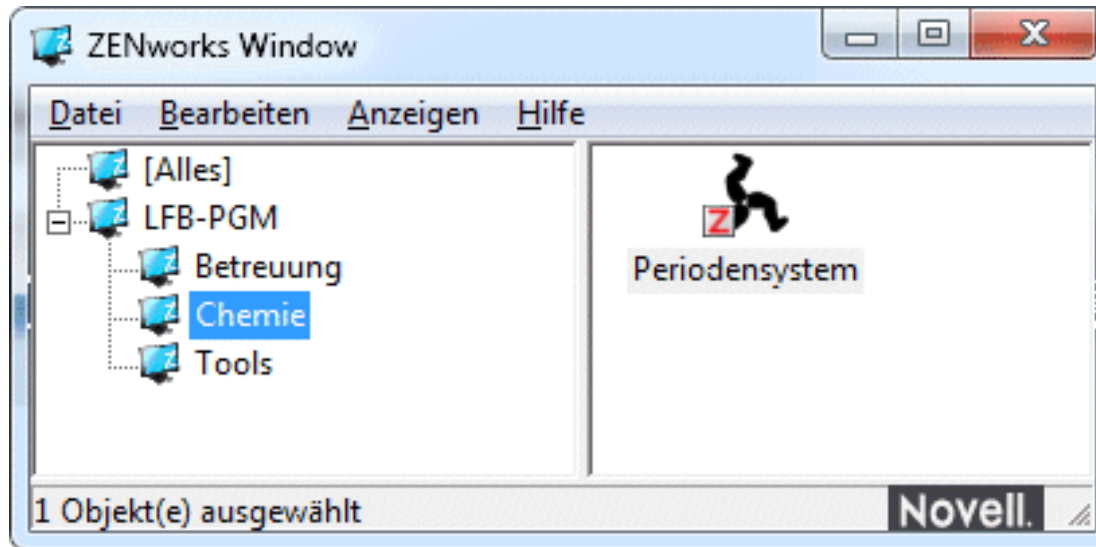 ZENworks Window
Datei Bearbeiten Anzeigen Hilfe
[Alles]
LFB-PGM
Betreuung
Chemie
Tools
Z
Periodensystem
1 Objekt(e) ausgewählt
Novell.